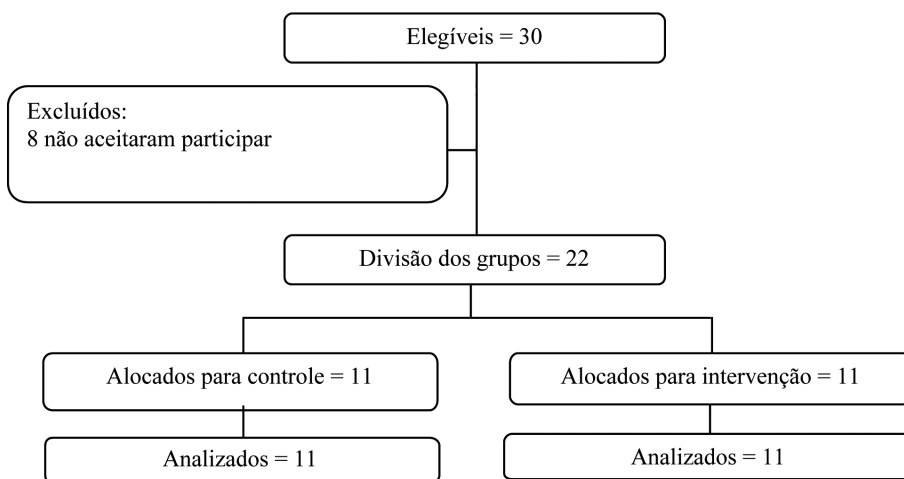 Elegíveis = 30
Excluídos:
8 não aceitaram participar
Divisão dos grupos = 22
Alocados para controle = 11
Alocados para intervenção = 11
Analizados = 11
Analizados = 11